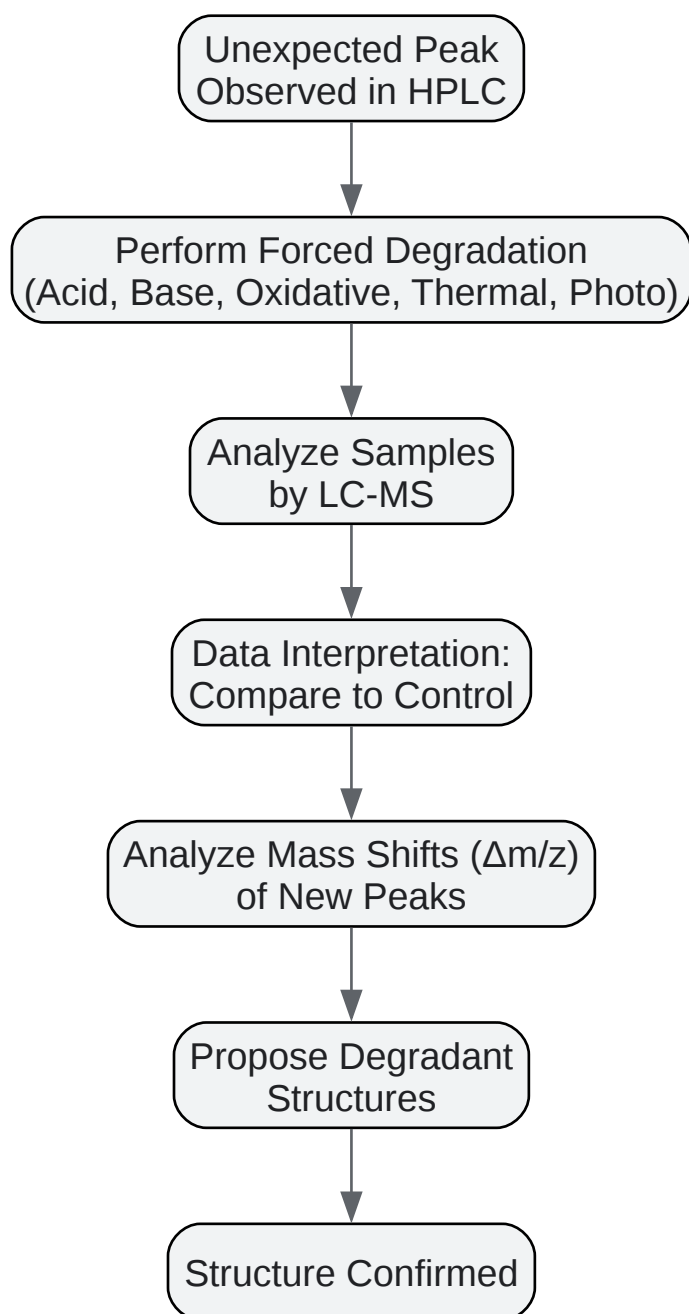 Unexpected Peak
Observed in HPLC
Perform Forced Degradation
(Acid, Base, Oxidative, Thermal, Photo)
Analyze Samples
by LC-MS
Data Interpretation:
Compare to Control
Analyze Mass Shifts (Δm/z)
of New Peaks
Propose Degradant
Structures
Structure Confirmed